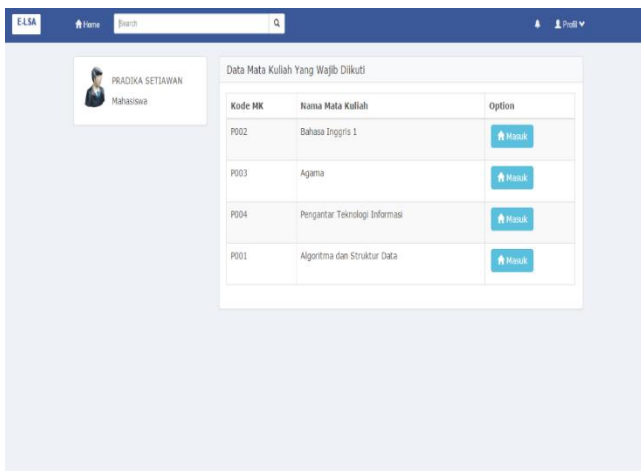 E-LSA Home Search Profil
PRADIKA SETIAWAN
Mahasiswa
Data Mata Kuliah Yang Wajib Diikuti
Kode MK Nama Mata Kuliah Option
P002 Bahasa Inggris 1 Masuk
P003 Agama Masuk
P004 Pengantar Teknologi Informasi Masuk
P001 Algoritma dan Struktur Data Masuk